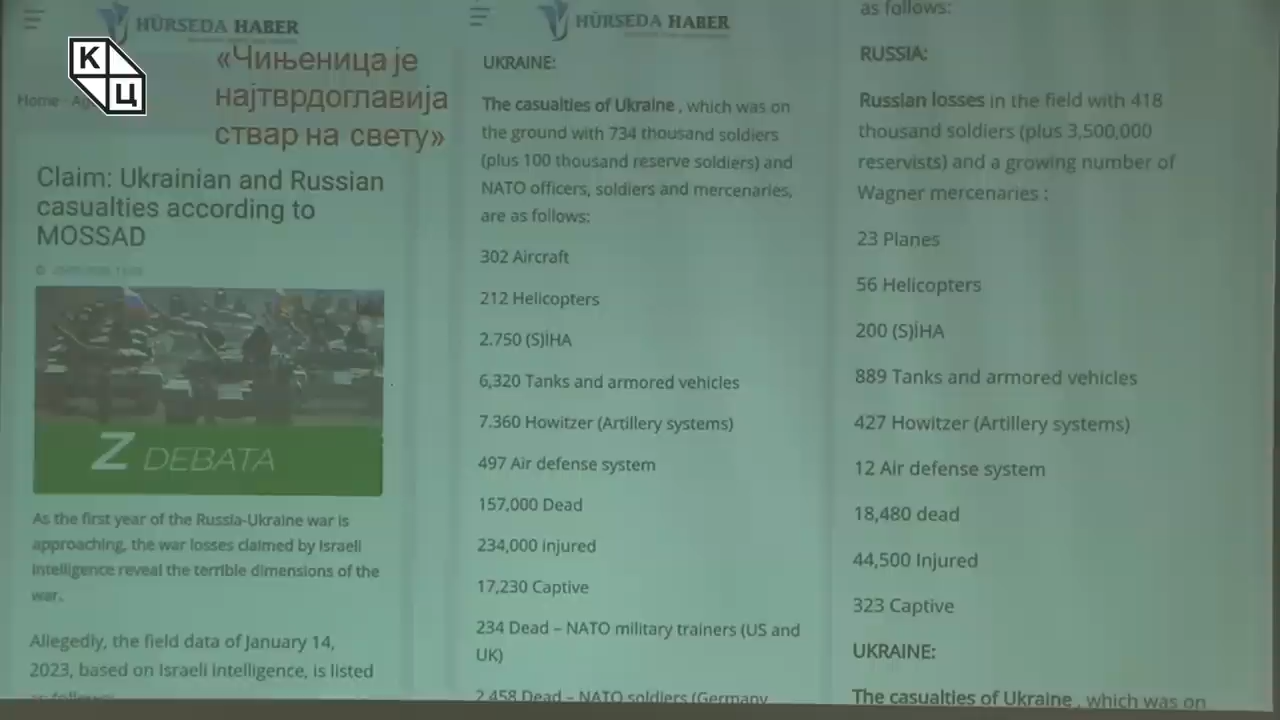 К
Ц
«Чињеница је
најтврдоглавија
ствар на свету»
HÜRSEDA HABER
Home
Claim: Ukrainian and Russian
casualties according to
MOSSAD
Z DEBATA
As the first year of the Russia-Ukraine war is
approaching, the war losses claimed by Israeli
intelligence reveal the terrible dimensions of the
war.
Allegedly, the field data of January 14,
2023, based on Israeli intelligence, is listed
as follows:
HÜRSEDA HABER
UKRAINE:
The casualties of Ukraine , which was on
the ground with 734 thousand soldiers
(plus 100 thousand reserve soldiers) and
NATO officers, soldiers and mercenaries,
are as follows:
302 Aircraft
212 Helicopters
2.750 (S)İHA
6,320 Tanks and armored vehicles
7.360 Howitzer (Artillery systems)
497 Air defense system
157,000 Dead
234,000 injured
17,230 Captive
234 Dead – NATO military trainers (US and
UK)
2,458 Dead – NATO soldiers (Germany,
as follows:
RUSSIA:
Russian losses in the field with 418
thousand soldiers (plus 3,500,000
reservists) and a growing number of
Wagner mercenaries :
23 Planes
56 Helicopters
200 (S)İHA
889 Tanks and armored vehicles
427 Howitzer (Artillery systems)
12 Air defense system
18,480 dead
44,500 Injured
323 Captive
UKRAINE:
The casualties of Ukraine , which was on